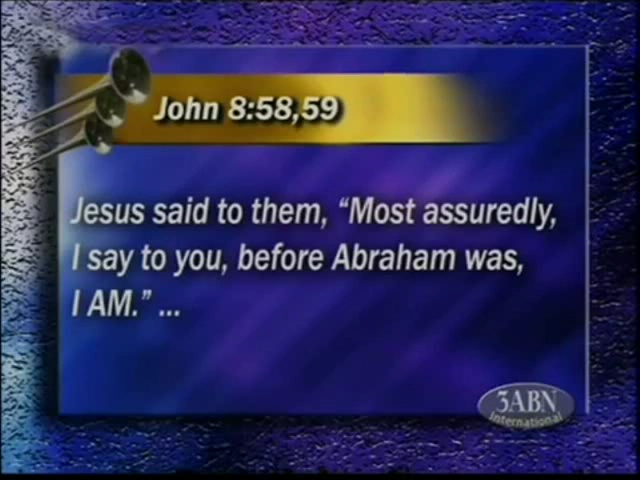 John 8:58,59
Jesus said to them, “Most assuredly,
I say to you, before Abraham was,
I AM.” ...
3ABN
International